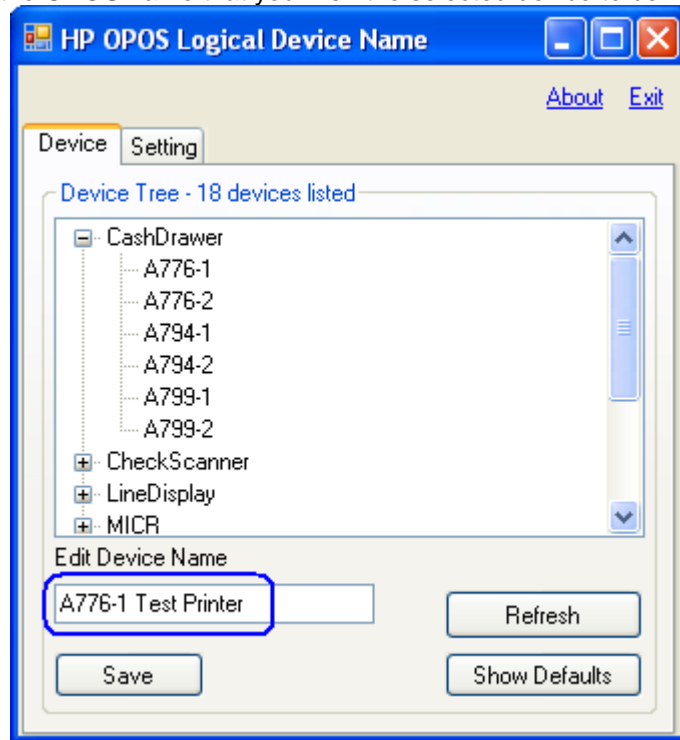 HP OPOS Logical Device Name
About Exit
Device Setting
Device Tree - 18 devices listed
CashDrawer
A776-1
A776-2
A794-1
A794-2
A799-1
A799-2
CheckScanner
LineDisplay
MICR
Edit Device Name
A776-1 Test Printer
Refresh
Save
Show Defaults